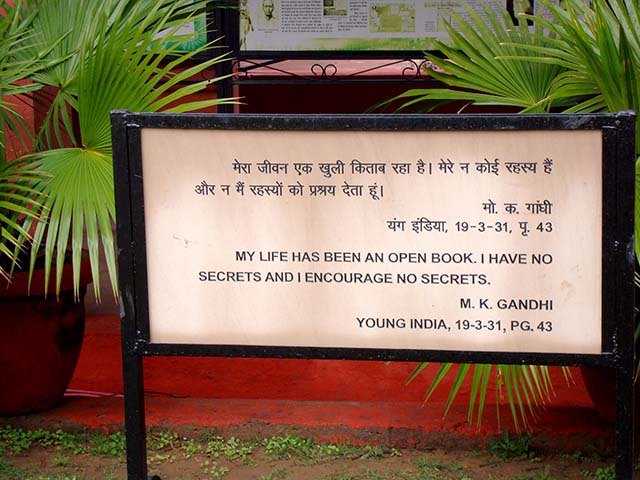 मेरा जीवन एक खुली किताब रहा है। मेरे न कोई रहस्य हैं
और न मैं रहस्यों को प्रश्रय देता हूं।
मो. क. गांधी
यंग इंडिया, 19-3-31, पृ. 43
MY LIFE HAS BEEN AN OPEN BOOK. I HAVE NO
SECRETS AND I ENCOURAGE NO SECRETS.
M. K. GANDHI
YOUNG INDIA, 19-3-31, PG. 43